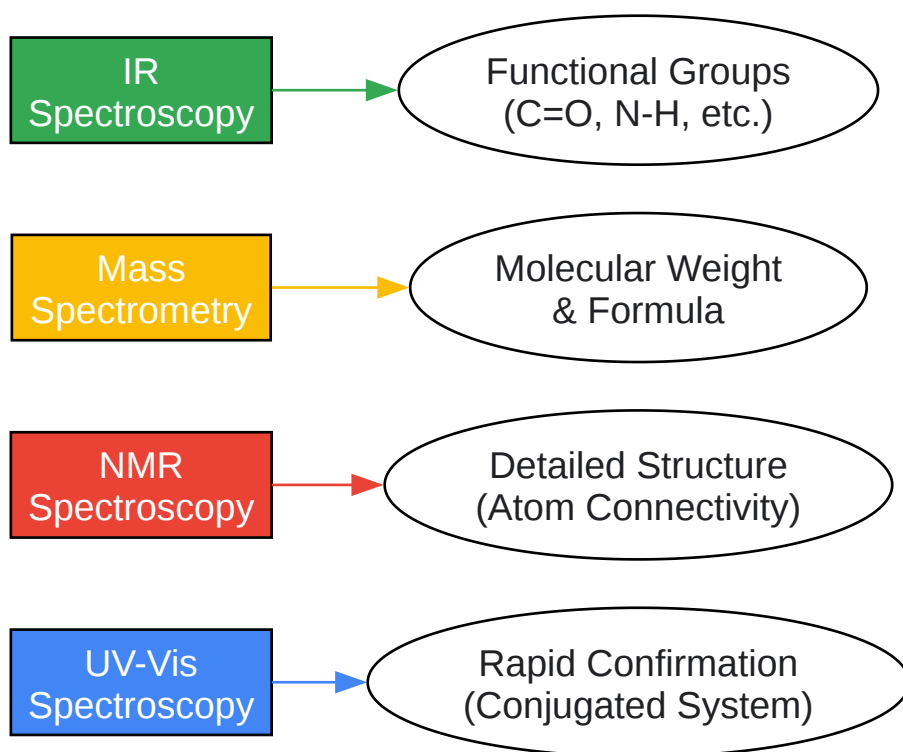 IR
Spectroscopy
Functional Groups
(C=O, N-H, etc.)
Mass
Spectrometry
Molecular Weight
& Formula
NMR
Spectroscopy
Detailed Structure
(Atom Connectivity)
UV-Vis
Spectroscopy
Rapid Confirmation
(Conjugated System)